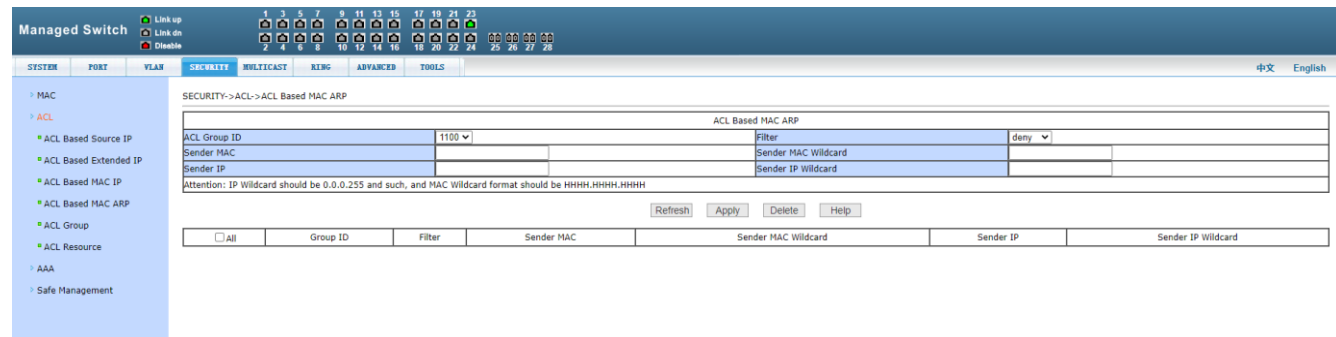 Managed Switch
Link up
Link dn
Disable
1 3 5 7 9 11 13 15 17 19 21 23
2 4 6 8 10 12 14 16 18 20 22 24 25 26 27 28
SYSTEM PORT VLAN SECURITY MULTICAST RING ADVANCED TOOLS 中文 English
MAC
ACL
ACL Based Source IP
ACL Based Extended IP
ACL Based MAC IP
ACL Based MAC ARP
ACL Group
ACL Resource
AAA
Safe Management
SECURITY->ACL->ACL Based MAC ARP
ACL Based MAC ARP
ACL Group ID 1100 Filter deny
Sender MAC Sender MAC Wildcard
Sender IP Sender IP Wildcard
Attention: IP Wildcard should be 0.0.0.255 and such, and MAC Wildcard format should be HHHH.HHHH.HHHH
Refresh Apply Delete Help
All Group ID Filter Sender MAC Sender MAC Wildcard Sender IP Sender IP Wildcard